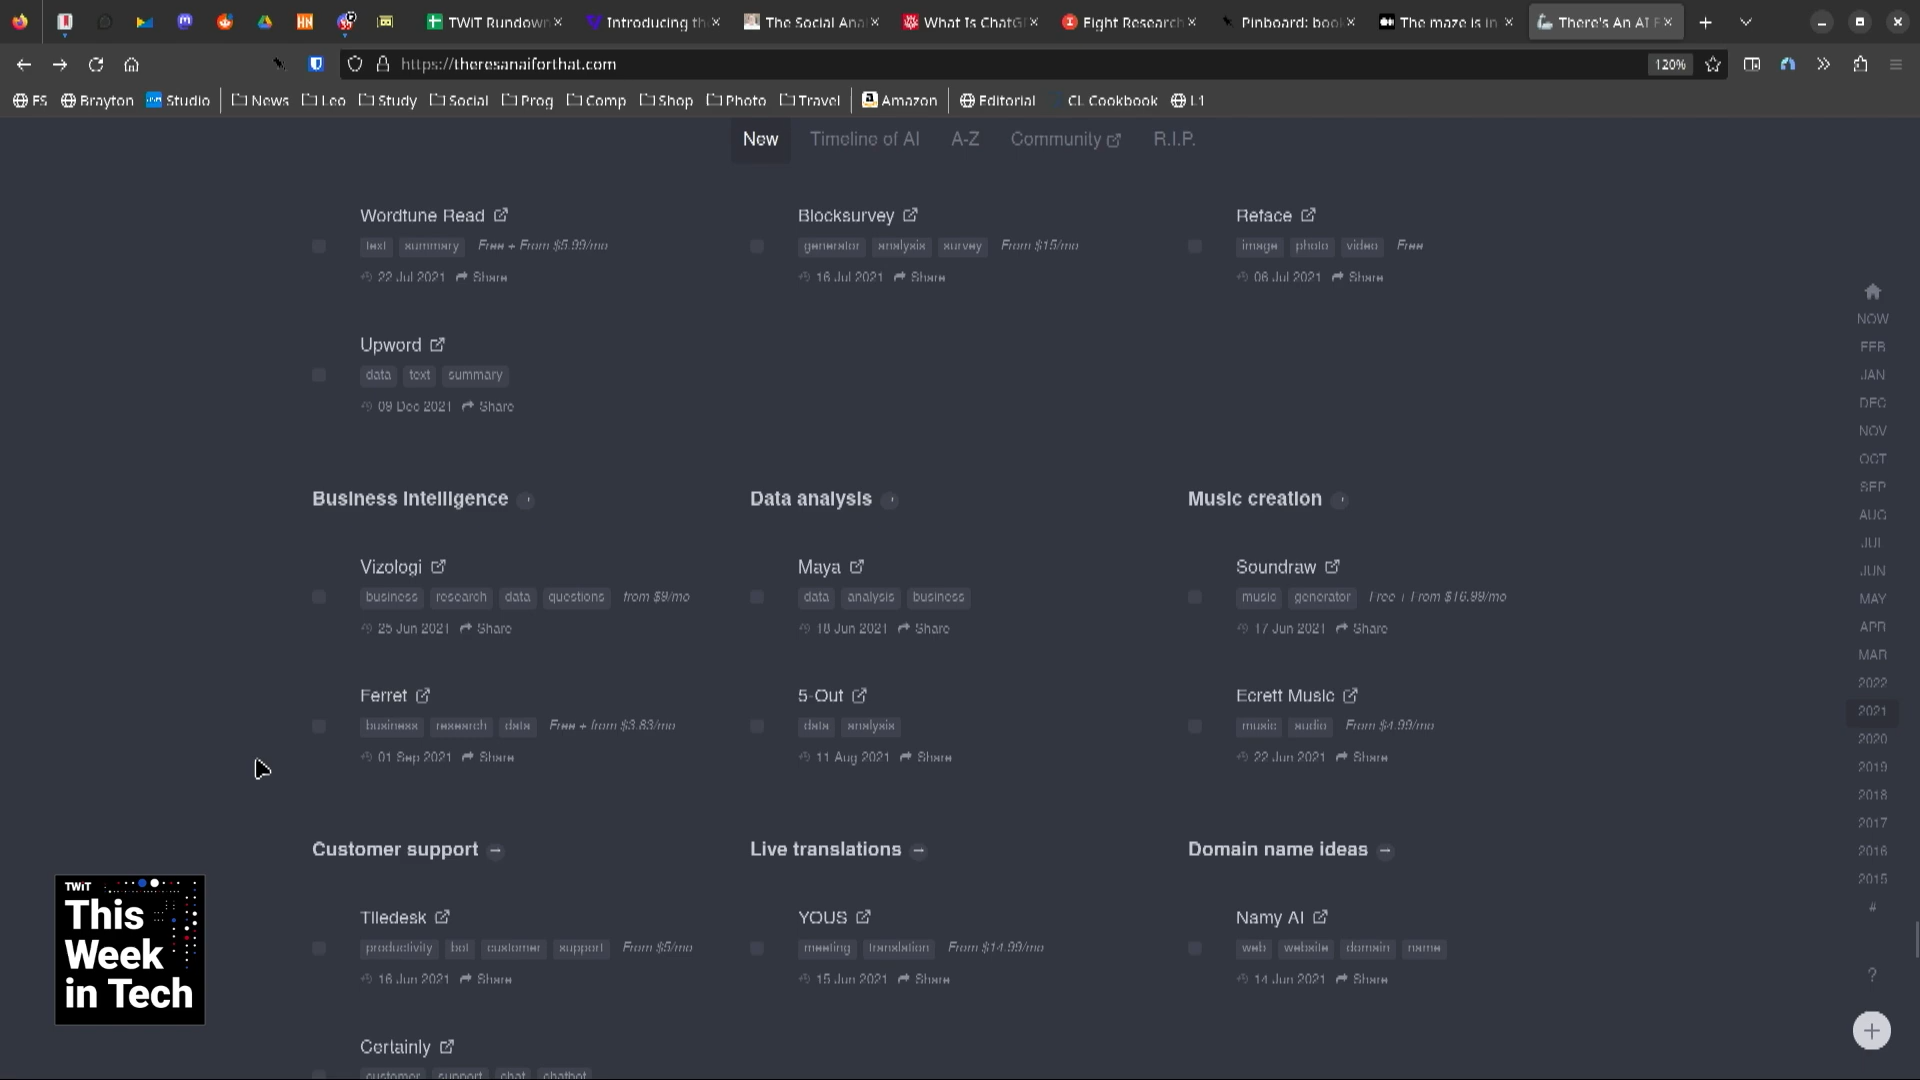 TWiT Rundown
Introducing th
The Social Ana
What Is ChatG
Eight Research
Pinboard: boo
The maze is in
There's An AI F
https://theresanaiforthat.com
120%
ES
Brayton
Studio
News
Leo
Study
Social
Prog
Comp
Shop
Photo
Travel
Amazon
Editorial
CL Cookbook
L1
New
Timeline of AI
A-Z
Community
R.I.P.
Wordtune Read
Blocksurvey
Reface
text summary Free + From $5.99/mo
generator analysis survey From $15/mo
image photo video Free
22 Jul 2021 Share
16 Jul 2021 Share
06 Jul 2021 Share
Upword
data text summary
09 Dec 2021 Share
Business intelligence
Data analysis
Music creation
Vizologi
Maya
Soundraw
business research data questions from $9/mo
data analysis business
music generator Free + From $16.99/mo
25 Jun 2021 Share
18 Jun 2021 Share
17 Jun 2021 Share
Ferret
5-Out
Ecrett Music
business research data Free + from $3.83/mo
data analysis
music audio From $4.99/mo
01 Sep 2021 Share
11 Aug 2021 Share
22 Jun 2021 Share
Customer support →
Live translations →
Domain name ideas →
Tiledesk
YOUS
Namy AI
productivity bot customer support From $5/mo
meeting translation From $14.99/mo
web website domain name
16 Jun 2021 Share
15 Jun 2021 Share
14 Jun 2021 Share
Certainly
customer support chat chatbot
NOW
FEB
JAN
DEC
NOV
OCT
SEP
AUG
JUL
JUN
MAY
APR
MAR
2022
2021
2020
2019
2018
2017
2016
2015
#
?
TWiT
This
Week
in Tech